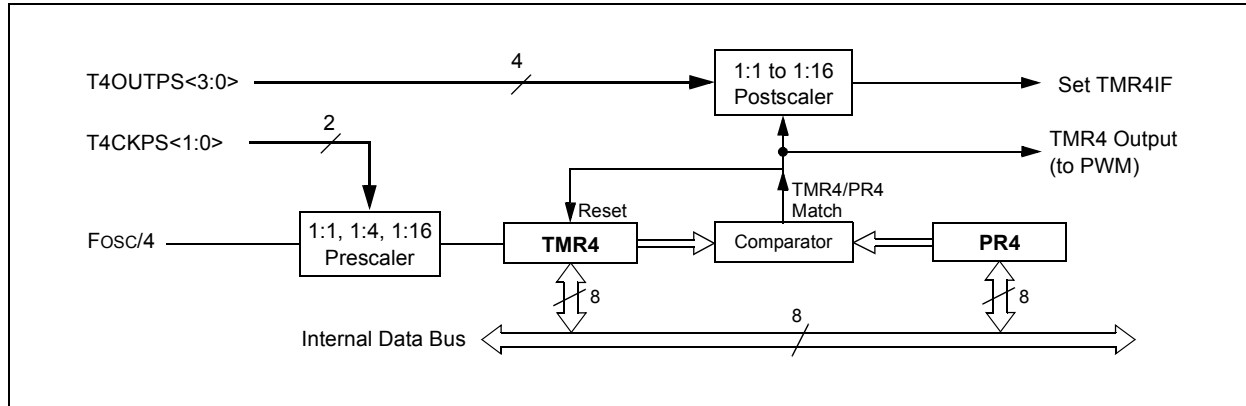 T4OUTPS<3:0>
4
1:1 to 1:16
Postscaler
Set TMR4IF
T4CKPS<1:0>
2
TMR4 Output
(to PWM)
TMR4/PR4
Match
Reset
FOSC/4
1:1, 1:4, 1:16
Prescaler
TMR4
Comparator
PR4
8
8
8
Internal Data Bus